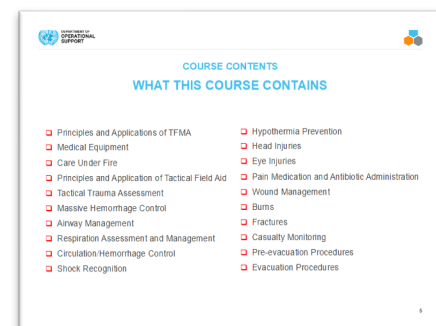 DEPARTMENT OF
OPERATIONAL
SUPPORT
COURSE CONTENTS
WHAT THIS COURSE CONTAINS
Principles and Applications of TFMA
Medical Equipment
Care Under Fire
Principles and Application of Tactical Field Aid
Tactical Trauma Assessment
Massive Hemorrhage Control
Airway Management
Respiration Assessment and Management
Circulation/Hemorrhage Control
Shock Recognition
Hypothermia Prevention
Head Injuries
Eye Injuries
Pain Medication and Antibiotic Administration
Wound Management
Burns
Fractures
Casualty Monitoring
Pre-evacuation Procedures
Evacuation Procedures